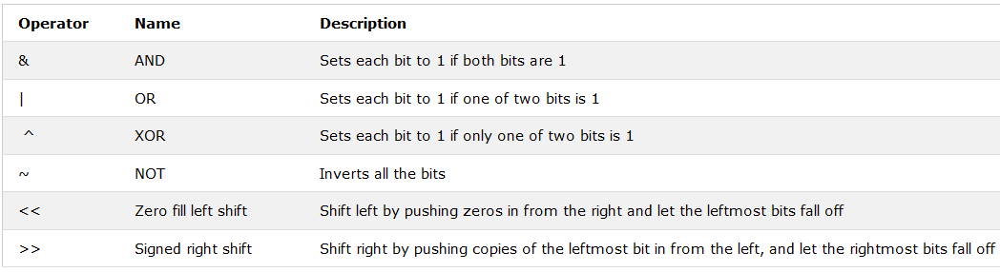 Operator Name Description
& AND Sets each bit to 1 if both bits are 1
| OR Sets each bit to 1 if one of two bits is 1
^ XOR Sets each bit to 1 if only one of two bits is 1
~ NOT Inverts all the bits
<< Zero fill left shift Shift left by pushing zeros in from the right and let the leftmost bits fall off
>> Signed right shift Shift right by pushing copies of the leftmost bit in from the left, and let the rightmost bits fall off